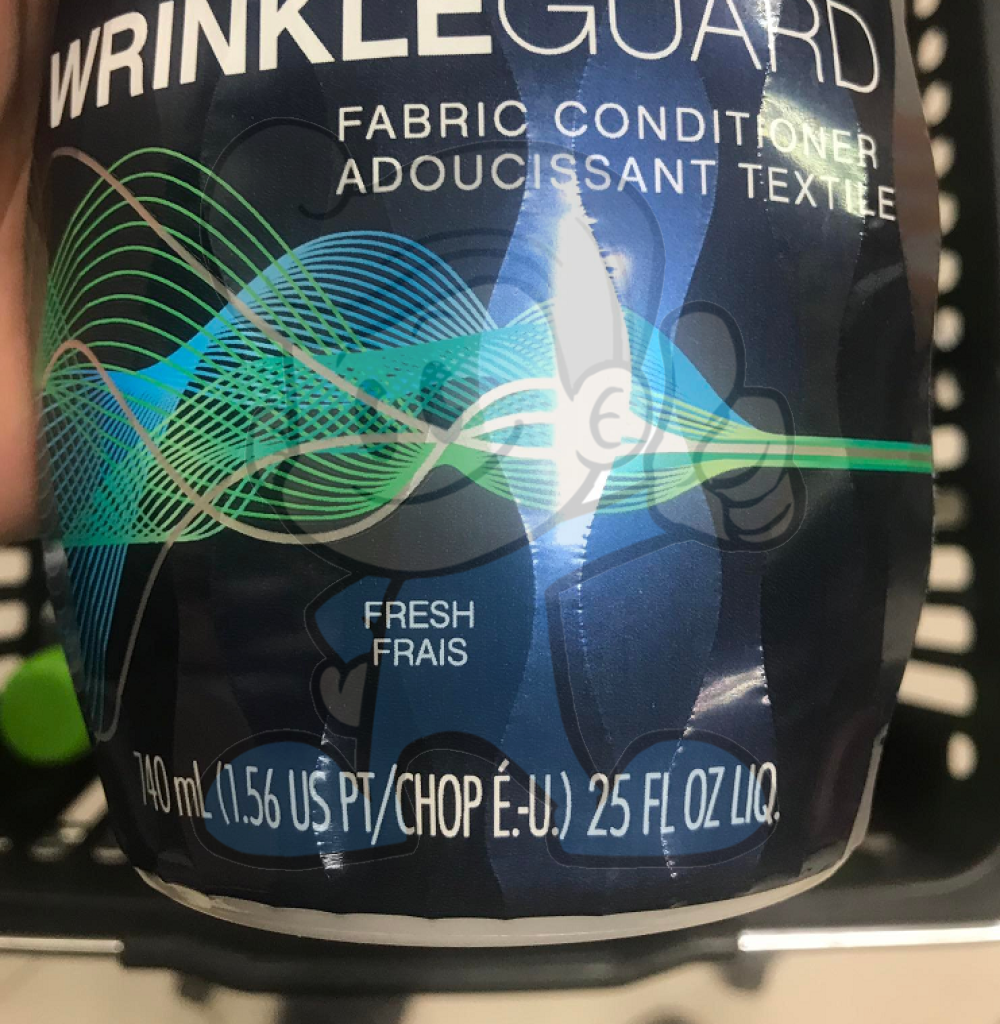 WRINKLEGUARD
FABRIC CONDITIONER
ADOUCISSANT TEXTILE
FRESH
FRAIS
740 mL (1.56 US PT/CHOP É.-U.) 25 FL OZ LIQ.